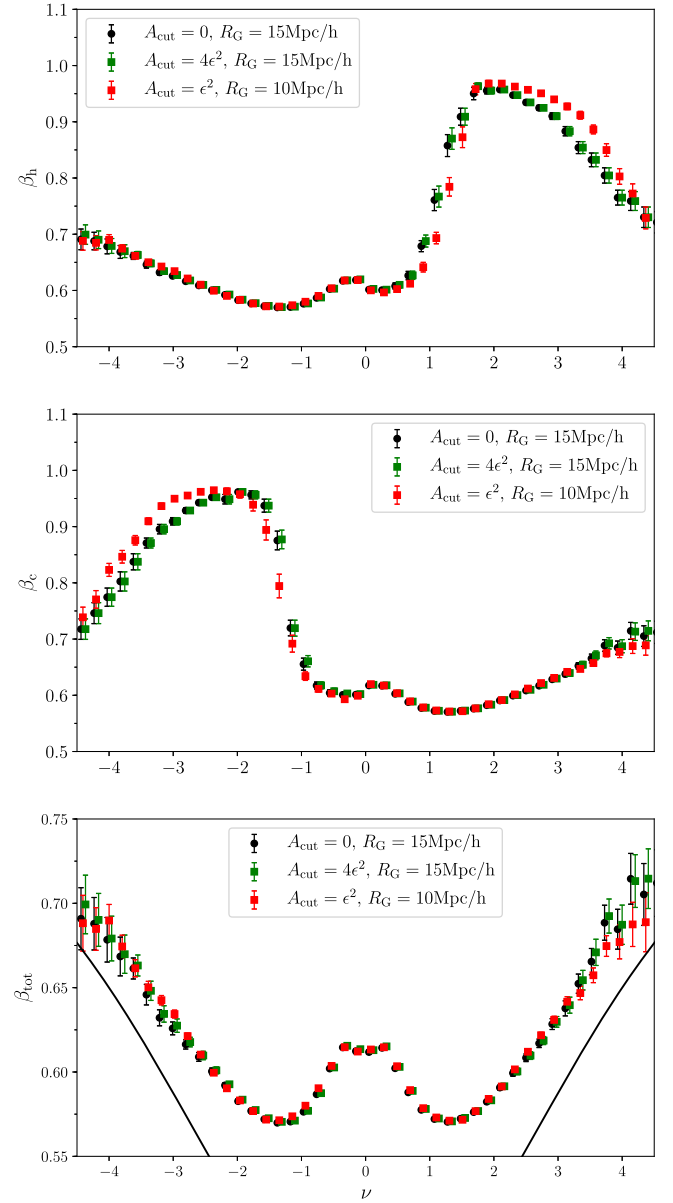 1.1
1.0
0.9
0.8
0.7
0.6
0.5
β_h
A_cut = 0, R_G = 15Mpc/h
A_cut = 4ϵ², R_G = 15Mpc/h
A_cut = ϵ², R_G = 10Mpc/h
−4 −3 −2 −1 0 1 2 3 4
1.1
1.0
0.9
0.8
0.7
0.6
0.5
β_c
A_cut = 0, R_G = 15Mpc/h
A_cut = 4ϵ², R_G = 15Mpc/h
A_cut = ϵ², R_G = 10Mpc/h
−4 −3 −2 −1 0 1 2 3 4
0.75
0.70
0.65
0.60
0.55
β_tot
A_cut = 0, R_G = 15Mpc/h
A_cut = 4ϵ², R_G = 15Mpc/h
A_cut = ϵ², R_G = 10Mpc/h
−4 −3 −2 −1 0 1 2 3 4
ν